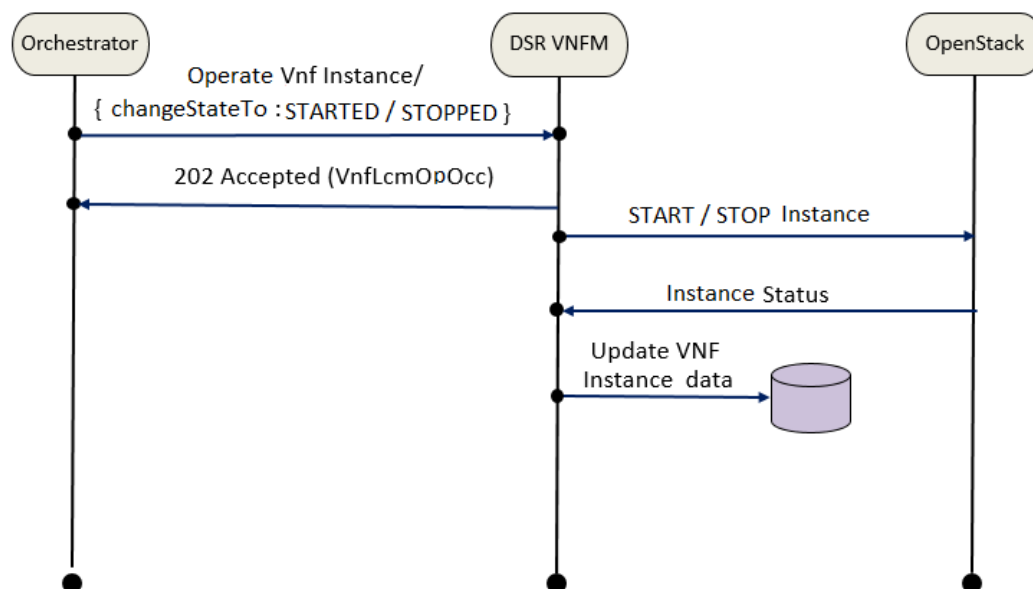 Orchestrator
DSR VNFM
OpenStack
Operate Vnf Instance/
{ changeStateTo : STARTED / STOPPED }
202 Accepted (VnfLcmOpOcc)
START / STOP Instance
Instance Status
Update VNF
Instance data